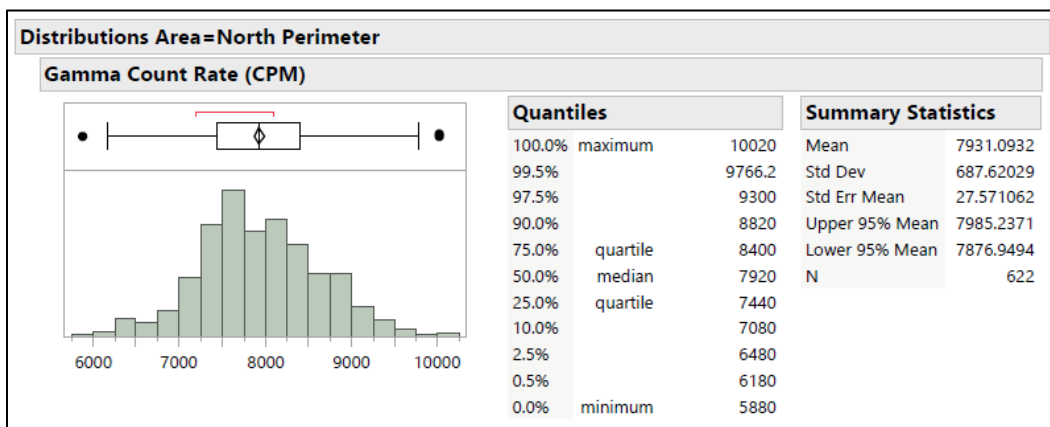 Distributions Area=North Perimeter
Gamma Count Rate (CPM)
6000 7000 8000 9000 10000
Quantiles
100.0% maximum 10020
99.5% 9766.2
97.5% 9300
90.0% 8820
75.0% quartile 8400
50.0% median 7920
25.0% quartile 7440
10.0% 7080
2.5% 6480
0.5% 6180
0.0% minimum 5880
Summary Statistics
Mean 7931.0932
Std Dev 687.62029
Std Err Mean 27.571062
Upper 95% Mean 7985.2371
Lower 95% Mean 7876.9494
N 622